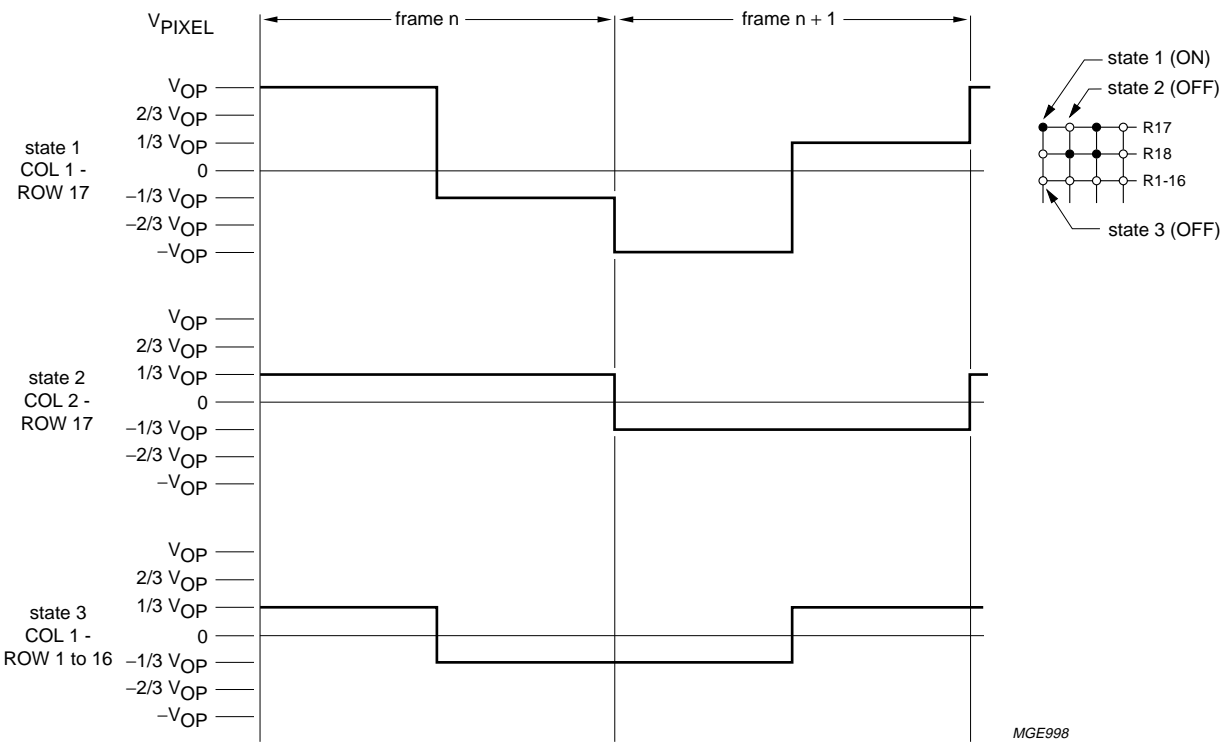 VPIXEL
frame n
frame n + 1
VOP
2/3 VOP
1/3 VOP
0
−1/3 VOP
−2/3 VOP
−VOP
state 1
COL 1 -
ROW 17
state 1 (ON)
state 2 (OFF)
R17
R18
R1-16
state 3 (OFF)
VOP
2/3 VOP
1/3 VOP
0
−1/3 VOP
−2/3 VOP
−VOP
state 2
COL 2 -
ROW 17
VOP
2/3 VOP
1/3 VOP
0
−1/3 VOP
−2/3 VOP
−VOP
state 3
COL 1 -
ROW 1 to 16
MGE998